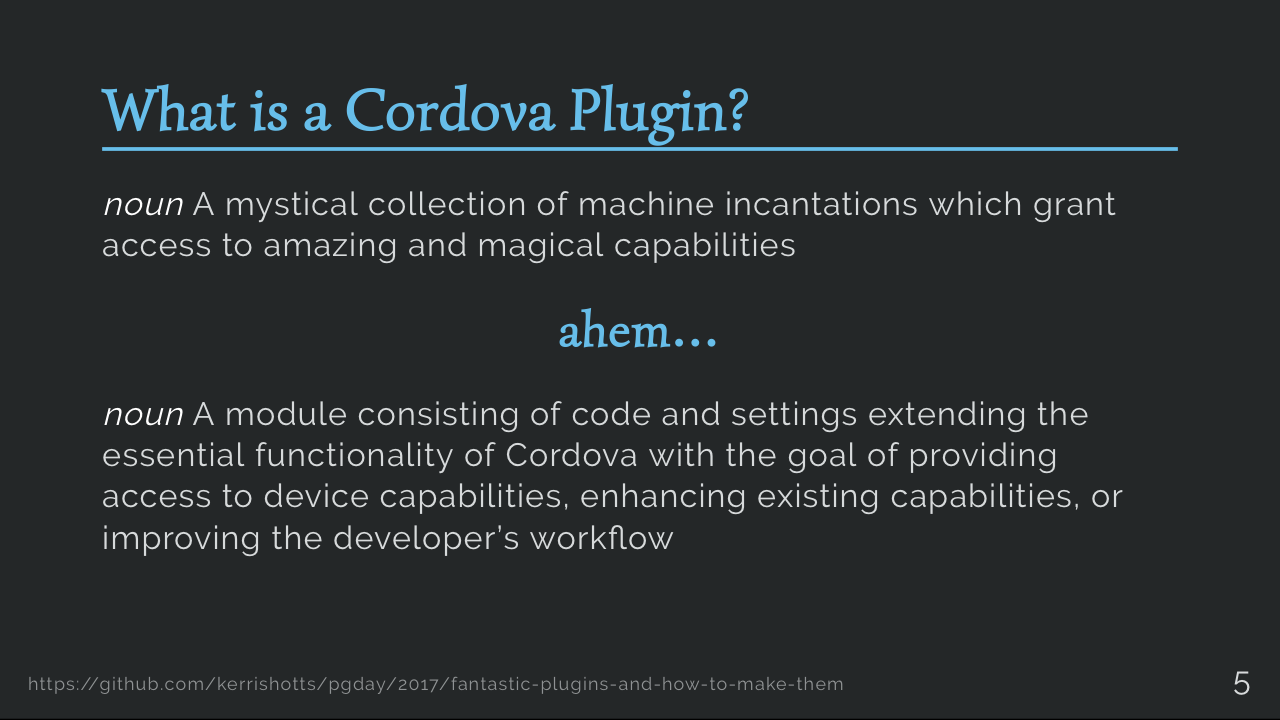 What is a Cordova Plugin?
noun A mystical collection of machine incantations which grant
access to amazing and magical capabilities
ahem…
noun A module consisting of code and settings extending the
essential functionality of Cordova with the goal of providing
access to device capabilities, enhancing existing capabilities, or
improving the developer’s workflow
https://github.com/kerrishotts/pgday/2017/fantastic-plugins-and-how-to-make-them
5